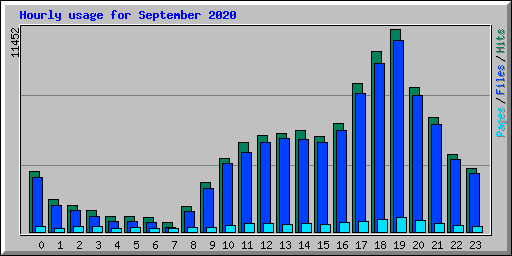 Hourly usage for September 2020
11452
Pages/Files/Hits
0 1 2 3 4 5 6 7 8 9 10 11 12 13 14 15 16 17 18 19 20 21 22 23